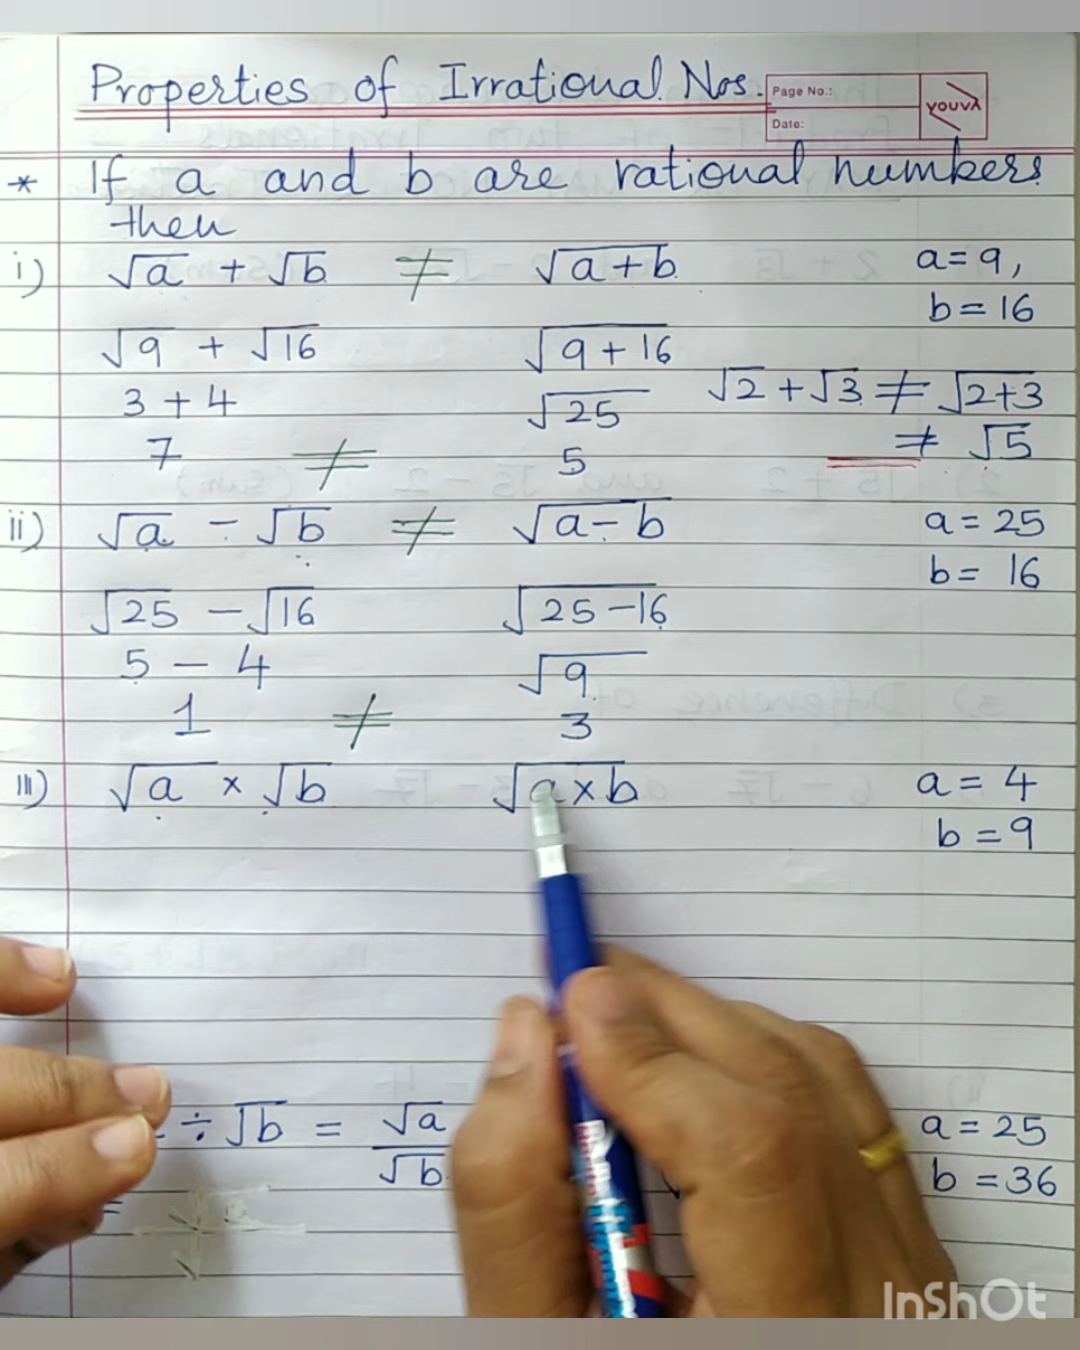 Properties of Irrational Nos.
Page No.:
Date:
YOUVA
* If a and b are rational numbers
then
i) √a + √b ≠ √(a+b) a=9,
b=16
√9 + √16 √(9+16)
3+4 √25 √2+√3 ≠ √(2+3)
7 ≠ 5 ≠ √5
ii) √a − √b ≠ √(a−b) a=25
b= 16
√25 − √16 √(25−16)
5 − 4 √9
1 ≠ 3
iii) √a × √b √(a×b) a = 4
b =9
÷ √b = √a/√b a = 25
b = 36
=
InShOt